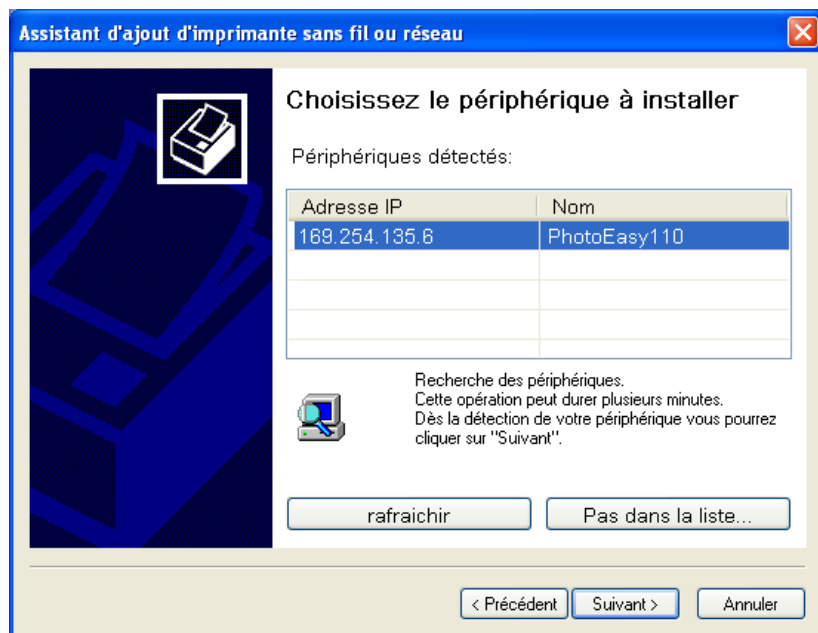 Assistant d'ajout d'imprimante sans fil ou réseau
Choisissez le périphérique à installer
Périphériques détectés:
Adresse IP Nom
169.254.135.6 PhotoEasy110
Recherche des périphériques.
Cette opération peut durer plusieurs minutes.
Dès la détection de votre périphérique vous pourrez
cliquer sur "Suivant".
rafraichir Pas dans la liste...
< Précédent Suivant > Annuler